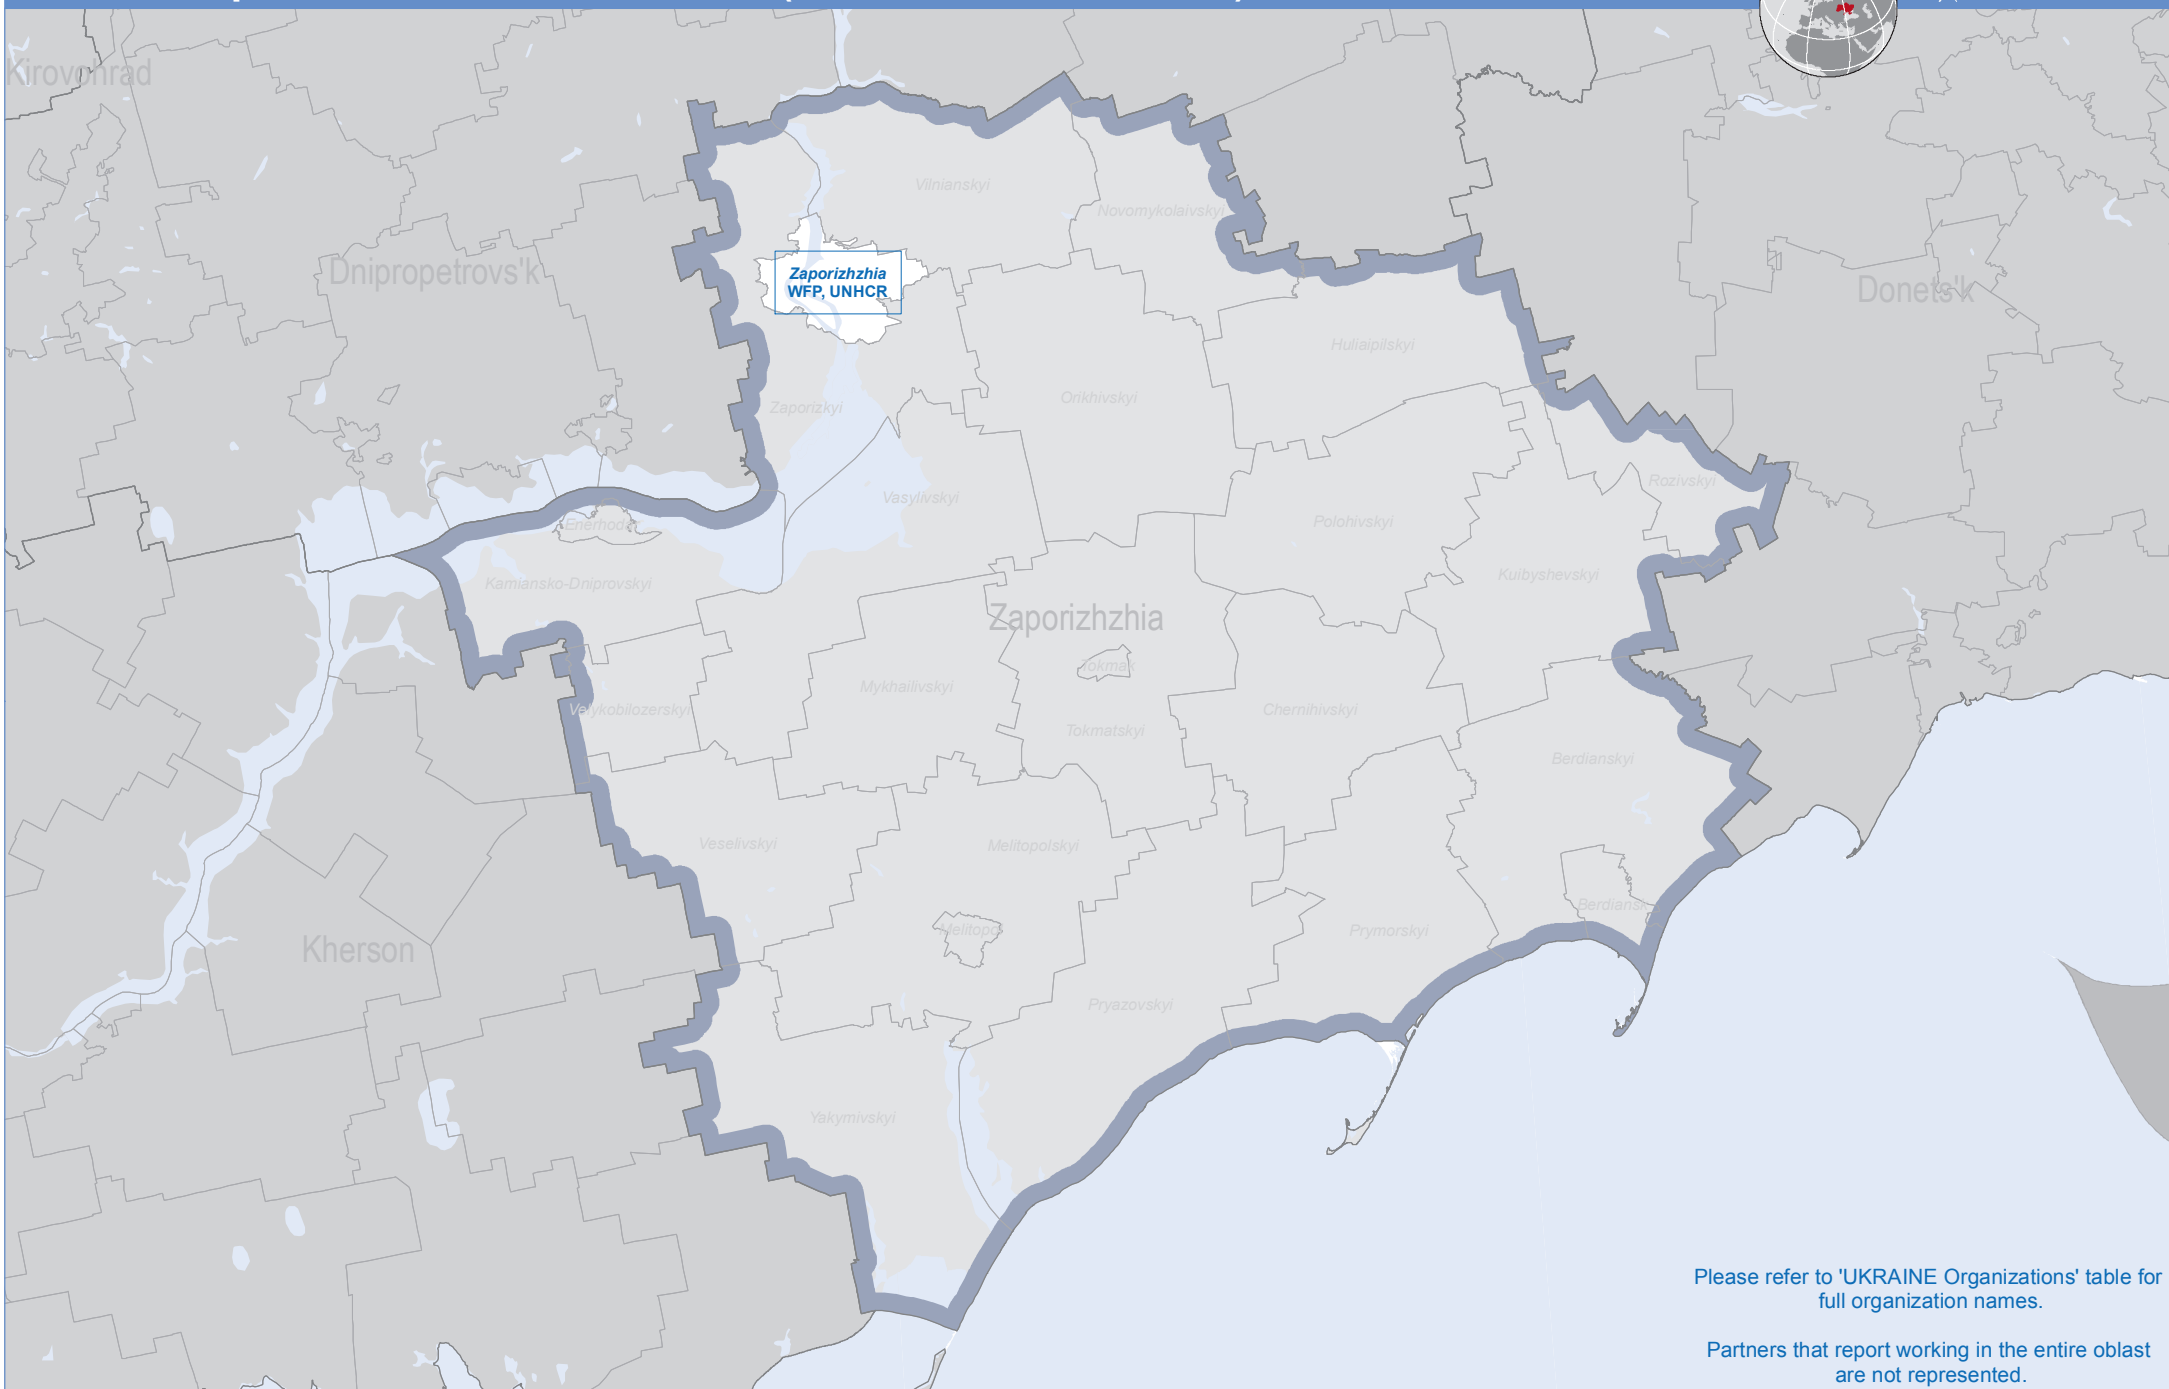 Kirovohrad
Vilnianskyi
Novomykolaivskyi
Dnipropetrovs'k
Zaporizhzhia
WFP, UNHCR
Donets'k
Huliaipilskyi
Orikhivskyi
Zaporizkyi
Rozivskyi
Vasylivskyi
Polohivskyi
Enerhodar
Kamiansko-Dniprovskyi
Kuibyshevskyi
Zaporizhzhia
Tokmak
Mykhailivskyi
Velykobilozerskyi
Chernihivskyi
Tokmatskyi
Berdianskyi
Veselivskyi
Melitopolskyi
Berdiansk
Melitopol
Prymorskyi
Kherson
Pryazovskyi
Yakymivskyi
Please refer to 'UKRAINE Organizations' table for
full organization names.
Partners that report working in the entire oblast
are not represented.